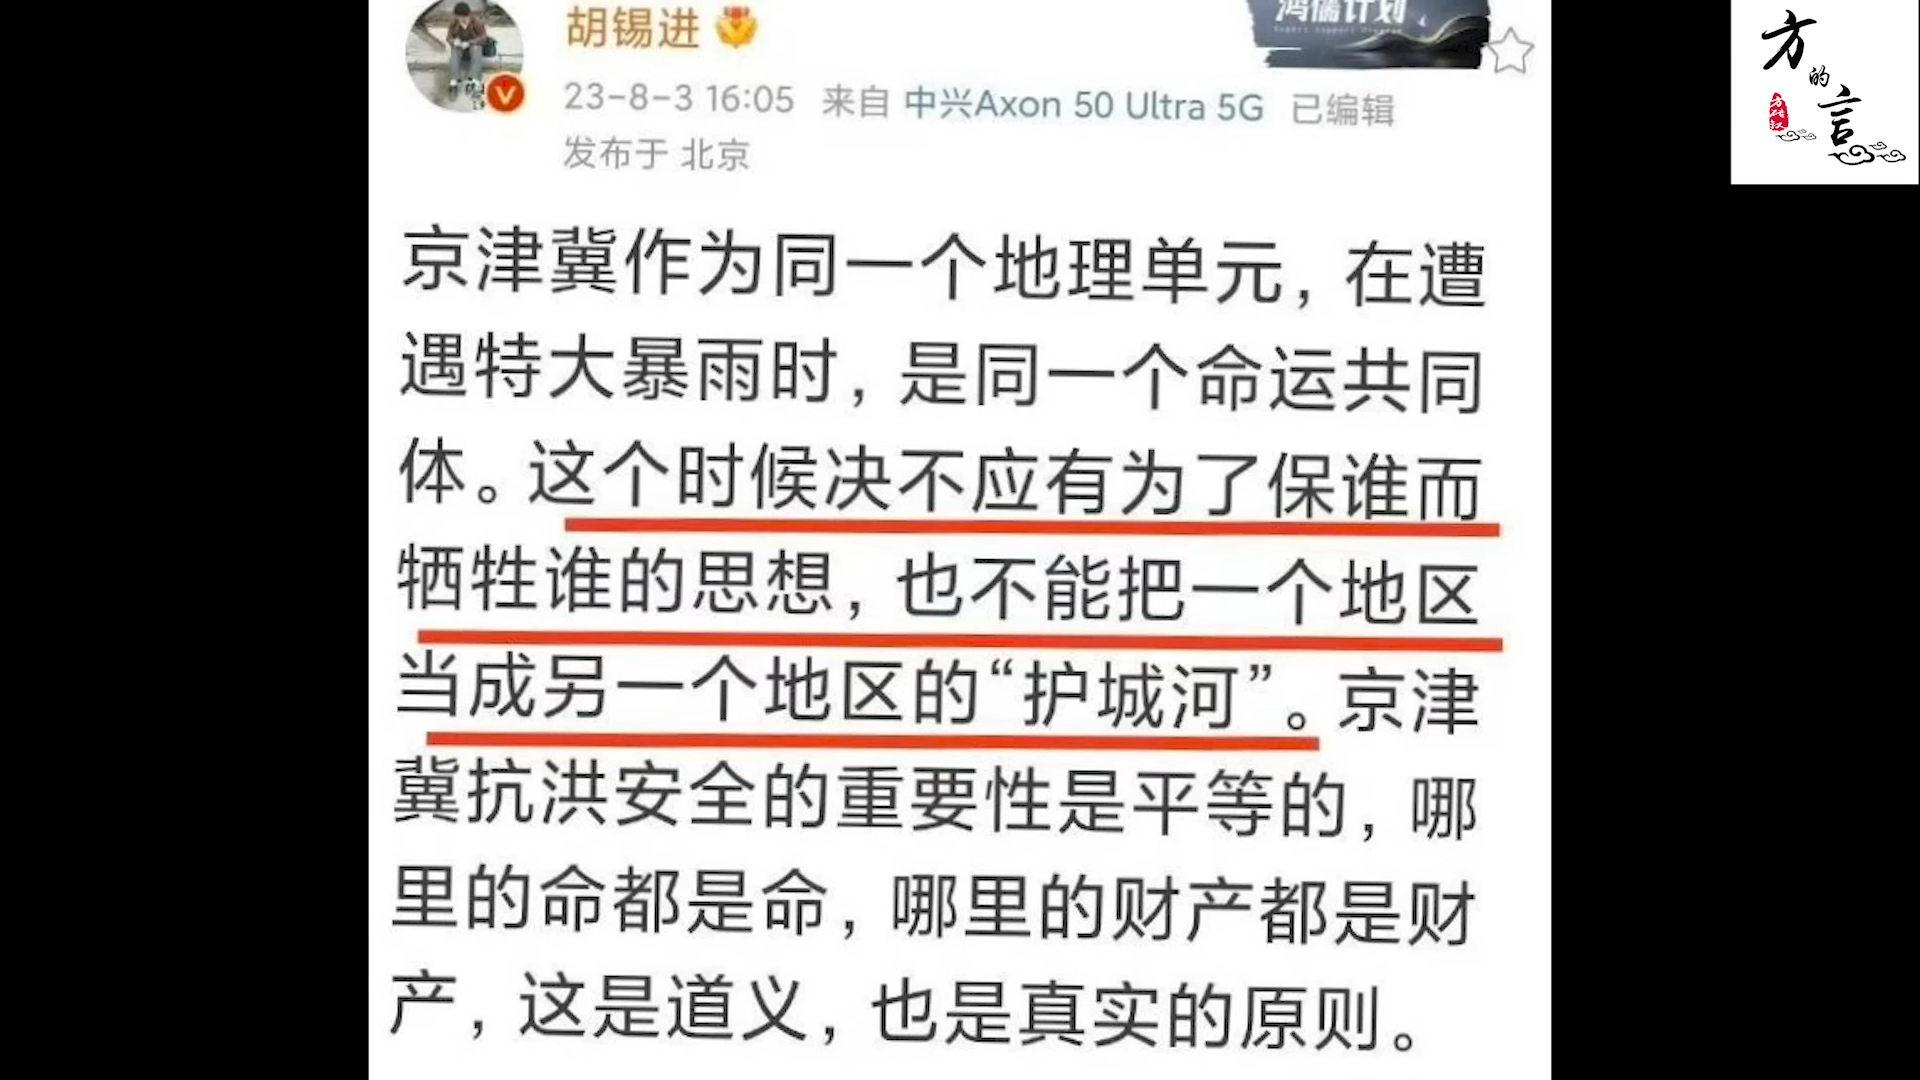 胡锡进
鸿儒计划
23-8-3 16:05 来自 中兴Axon 50 Ultra 5G 已编辑
发布于 北京
京津冀作为同一个地理单元，在遭
遇特大暴雨时，是同一个命运共同
体。这个时候决不应有为了保谁而
牺牲谁的思想，也不能把一个地区
当成另一个地区的“护城河”。京津
冀抗洪安全的重要性是平等的，哪
里的命都是命，哪里的财产都是财
产，这是道义，也是真实的原则。
方的言